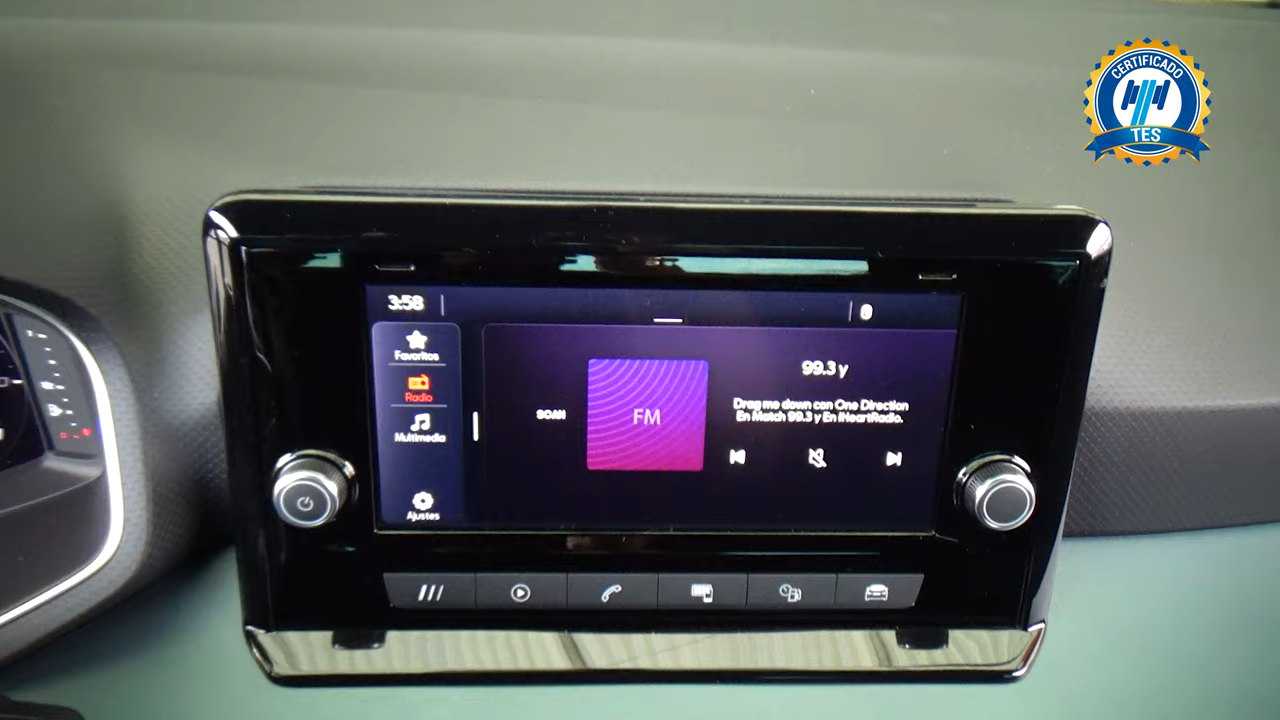 CERTIFICADO
TES
3:58
Favoritos
Radio
Multimedia
Ajustes
SCAN
FM
99.3 y
Drag me down con One Direction
En Match 99.3 y En iHeartRadio.